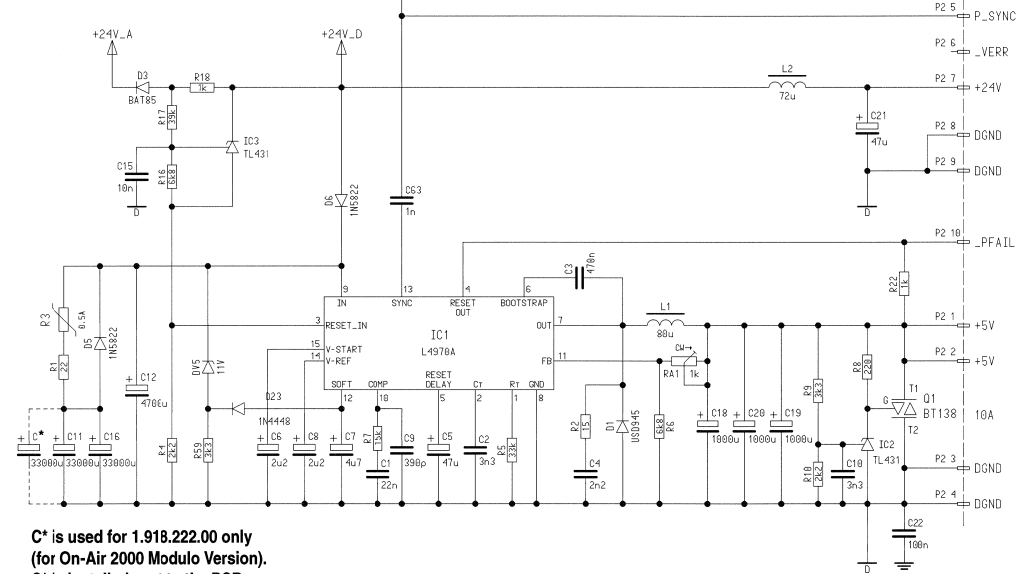 P2 5
P_SYNC
+24V_A
+24V_D
P2 6
_VERR
D3
BAT85
R18
1k
L2
72u
P2 7
+24V
R17
39k
IC3
TL431
C21
+
47u
P2 8
DGND
C15
10n
R16
6k8
P2 9
DGND
D
D6
1N5822
C63
1n
D
P2 10
_PFAIL
C3
470n
R22
1k
9
13
4
6
IN
SYNC
RESET
OUT
BOOTSTRAP
R3
0.5A
D5
1N5822
3
RESET_IN
IC1
L4970A
OUT
7
L1
80u
P2 1
+5V
15
V-START
14
V-REF
FB
11
CW→
RA1
1k
P2 2
+5V
R1
22
DV5
11V
C12
+
4700u
R8
220
RESET
DELAY
SOFT
COMP
CT
RT
GND
12
10
5
2
1
8
R9
3k3
T1
G
Q1
BT138
T2
10A
D23
1N4448
C*
+
33000u
C11
+
33000u
C16
+
33000u
R4
2k2
R59
3k3
C6
+
2u2
C8
+
2u2
C7
+
4u7
R7
15k
C9
390p
C1
22n
C5
+
47u
C2
3n3
R5
33k
R2
15
D1
USD945
R6
6k8
C4
2n2
C18
+
1000u
C20
+
1000u
C19
+
1000u
IC2
TL431
R10
2k2
C10
3n3
P2 3
DGND
P2 4
DGND
C22
100n
D
C* is used for 1.918.222.00 only
(for On-Air 2000 Modulo Version).